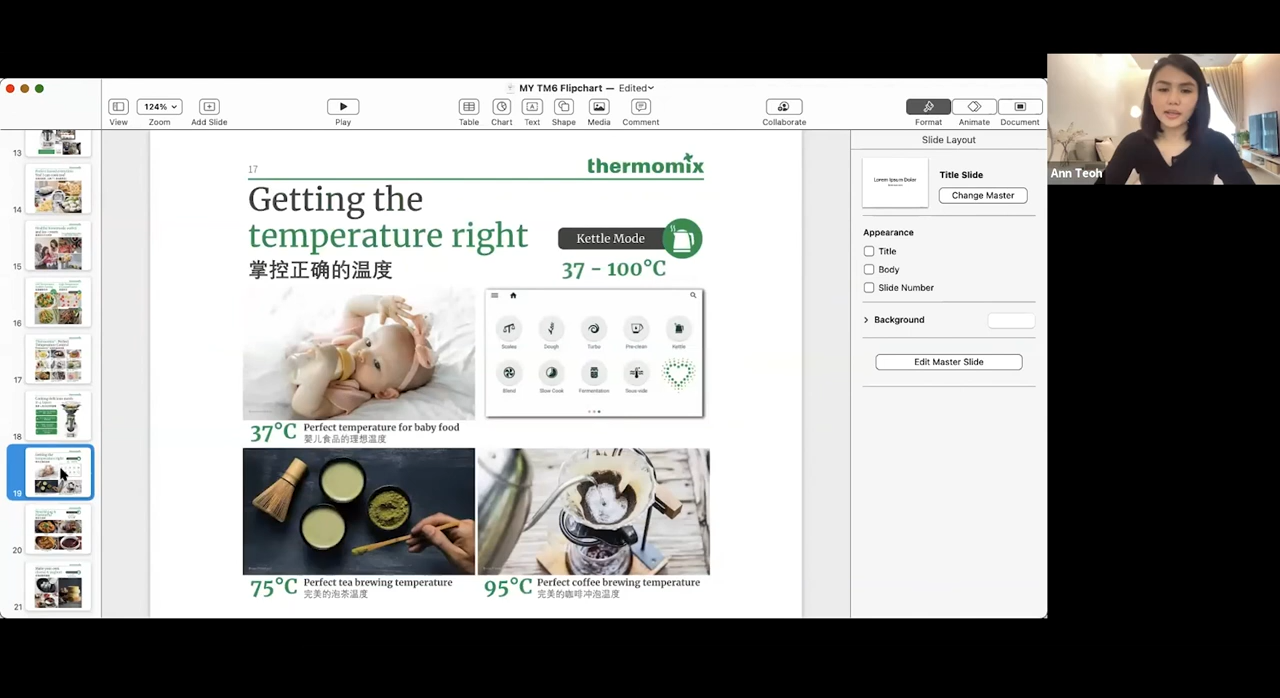 MY TM6 Flipchart — Edited
View
124%
Zoom
Add Slide
Play
Table
Chart
Text
Shape
Media
Comment
Collaborate
Format
Animate
Document
Ann Teoh
13
14
15
16
17
18
19
20
21
17
thermomix
Getting the
temperature right
掌控正确的温度
Kettle Mode
37 – 100°C
Scales
Dough
Turbo
Pre-clean
Kettle
Blend
Slow Cook
Fermentation
Sous-vide
37°C
Perfect temperature for baby food
婴儿食品的理想温度
75°C
Perfect tea brewing temperature
完美的泡茶温度
95°C
Perfect coffee brewing temperature
完美的咖啡冲泡温度
Slide Layout
Lorem Ipsum Dolor
Title Slide
Change Master
Appearance
Title
Body
Slide Number
Background
Edit Master Slide